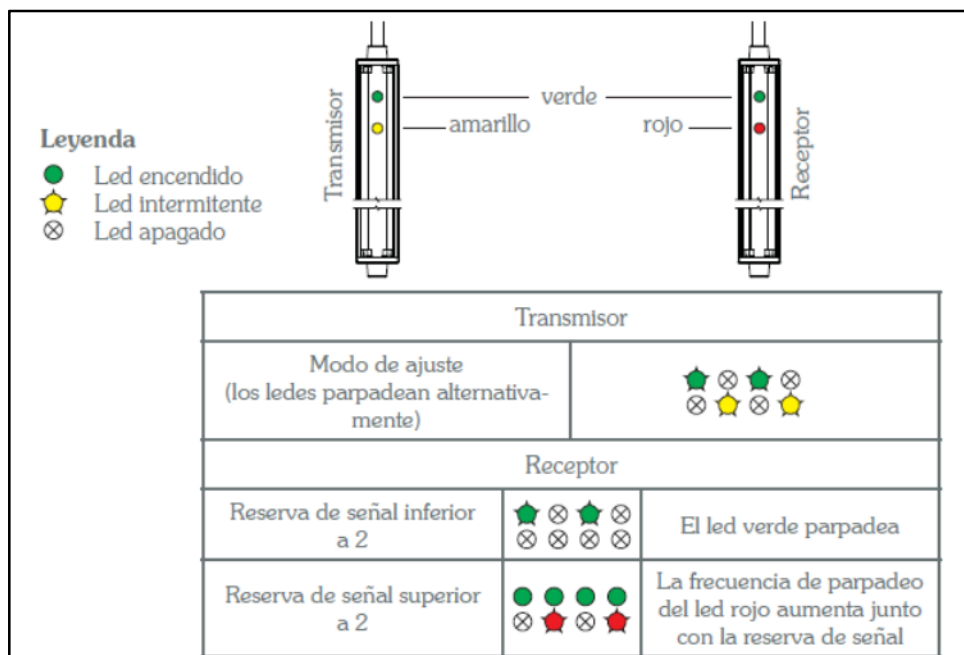 Transmisor
verde
amarillo
rojo
Receptor
Leyenda
Led encendido
Led intermitente
Led apagado
Transmisor
Modo de ajuste
(los ledes parpadean alternativa-
mente)
Receptor
Reserva de señal inferior
a 2
El led verde parpadea
Reserva de señal superior
a 2
La frecuencia de parpadeo
del led rojo aumenta junto
con la reserva de señal